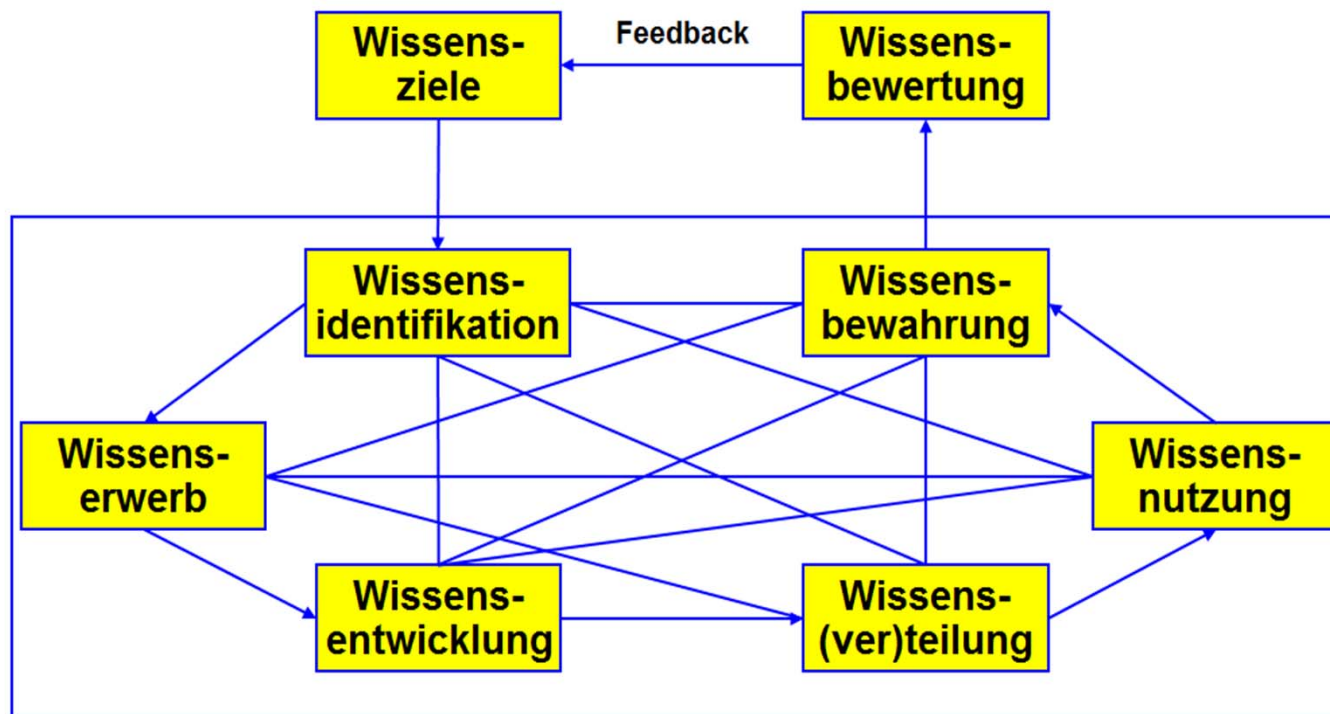 Wissens-
ziele
Feedback
Wissens-
bewertung
Wissens-
identifikation
Wissens-
bewahrung
Wissens-
erwerb
Wissens-
nutzung
Wissens-
entwicklung
Wissens-
(ver)teilung